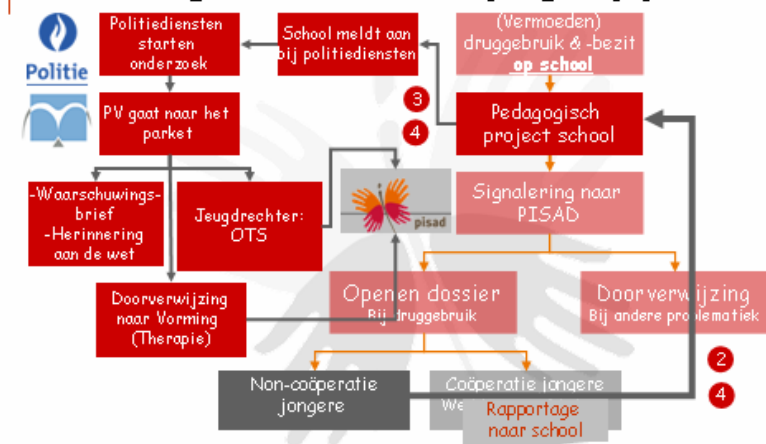 Politiediensten
starten
onderzoek
School meldt aan
bij politiediensten
(Vermoeden)
druggebruik & -bezit
op school
Politie
PV gaat naar het
parket
3
4
Pedagogisch
project school
-Waarschuwings-
brief
-Herinnering
aan de wet
Jeugdrechter:
OTS
pisad
Signalering naar
PISAD
Doorverwijzing
naar Vorming
(Therapie)
Openen dossier
Bij druggebruik
Doorverwijzing
Bij andere problematiek
2
4
Non-coöperatie
jongere
Coöperatie jongere
Rapportage
naar school